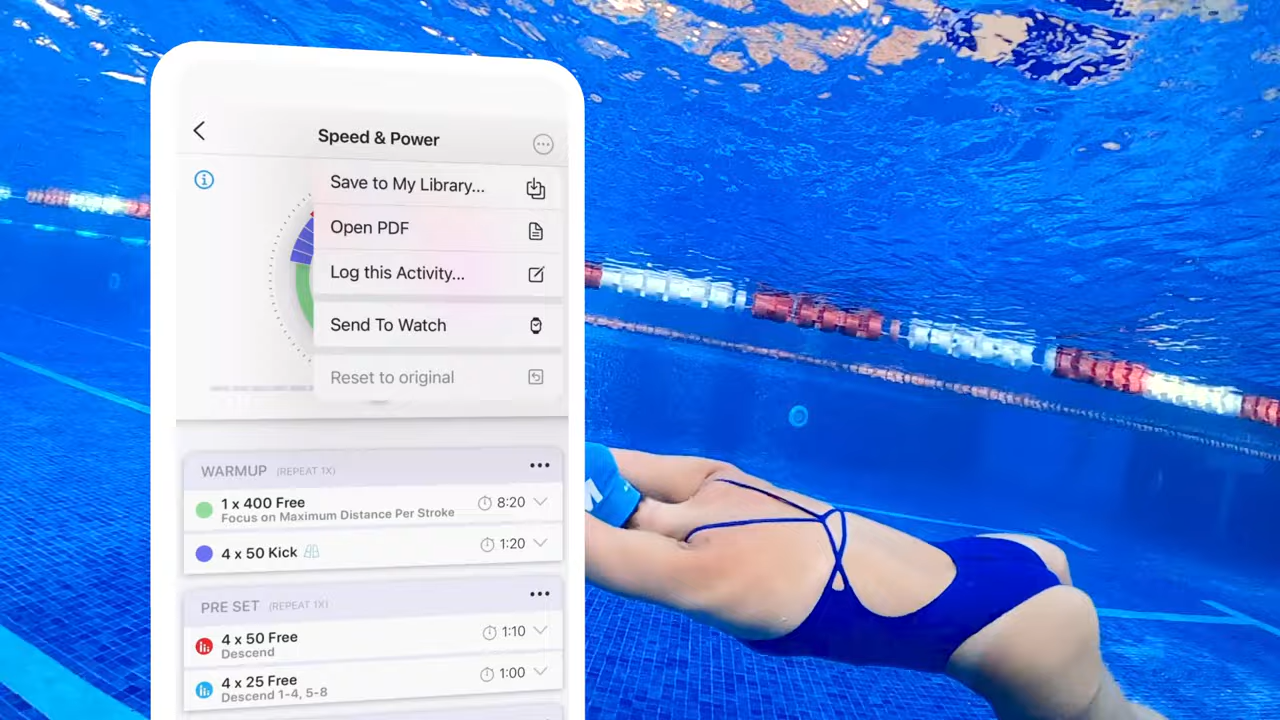 Speed & Power
Save to My Library...
Open PDF
Log this Activity...
Send To Watch
Reset to original
WARMUP (REPEAT 1X)
1 x 400 Free 8:20
Focus on Maximum Distance Per Stroke
4 x 50 Kick 1:20
PRE SET (REPEAT 1X)
4 x 50 Free 1:10
Descend
4 x 25 Free 1:00
Descend 1-4, 5-8
M